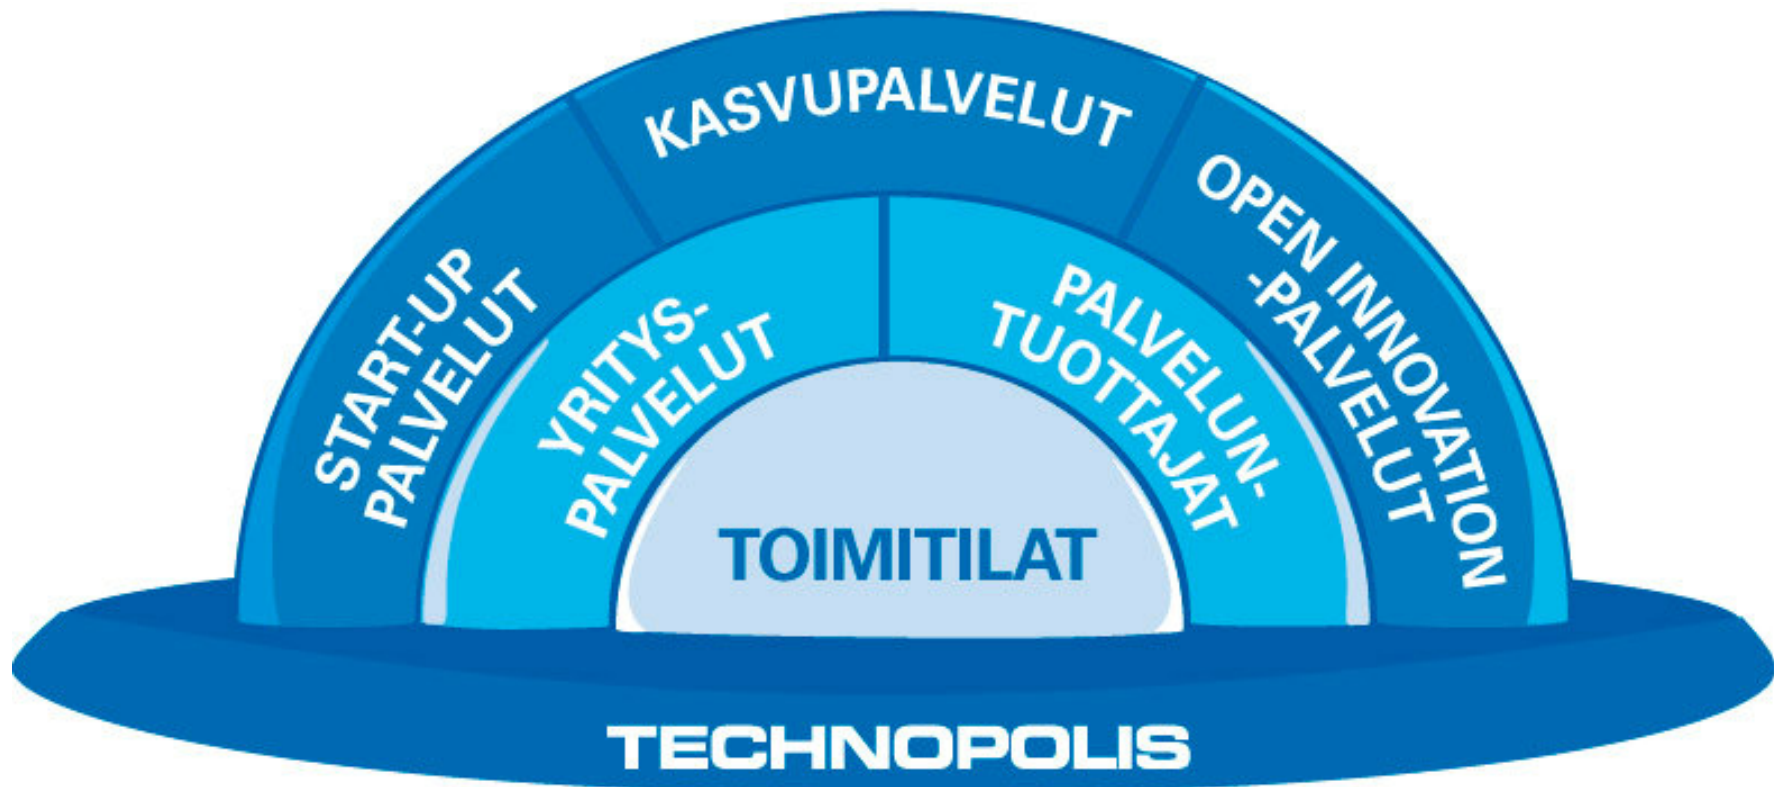 KASVUPALVELUT
START-UP
PALVELUT
OPEN INNOVATION
-PALVELUT
YRITYS-
PALVELUT
PALVELUN-
TUOTTAJAT
TOIMITILAT
TECHNOPOLIS